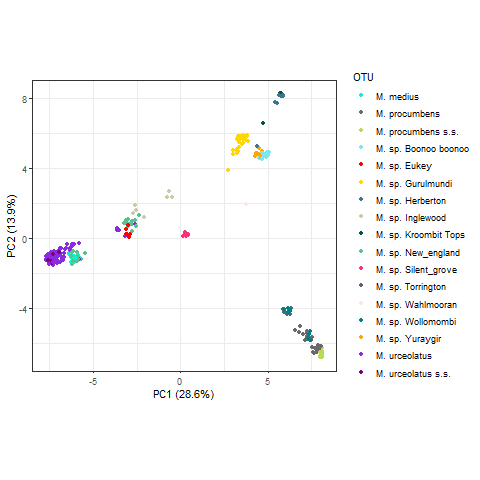 OTU
M. medius
M. procumbens
M. procumbens s.s.
M. sp. Boonoo boonoo
M. sp. Eukey
M. sp. Gurulmundi
M. sp. Herberton
M. sp. Inglewood
M. sp. Kroombit Tops
M. sp. New_england
M. sp. Silent_grove
M. sp. Torrington
M. sp. Wahlmooran
M. sp. Wollomombi
M. sp. Yuraygir
M. urceolatus
M. urceolatus s.s.
PC2 (13.9%)
8
4
0
-4
-5
0
5
PC1 (28.6%)